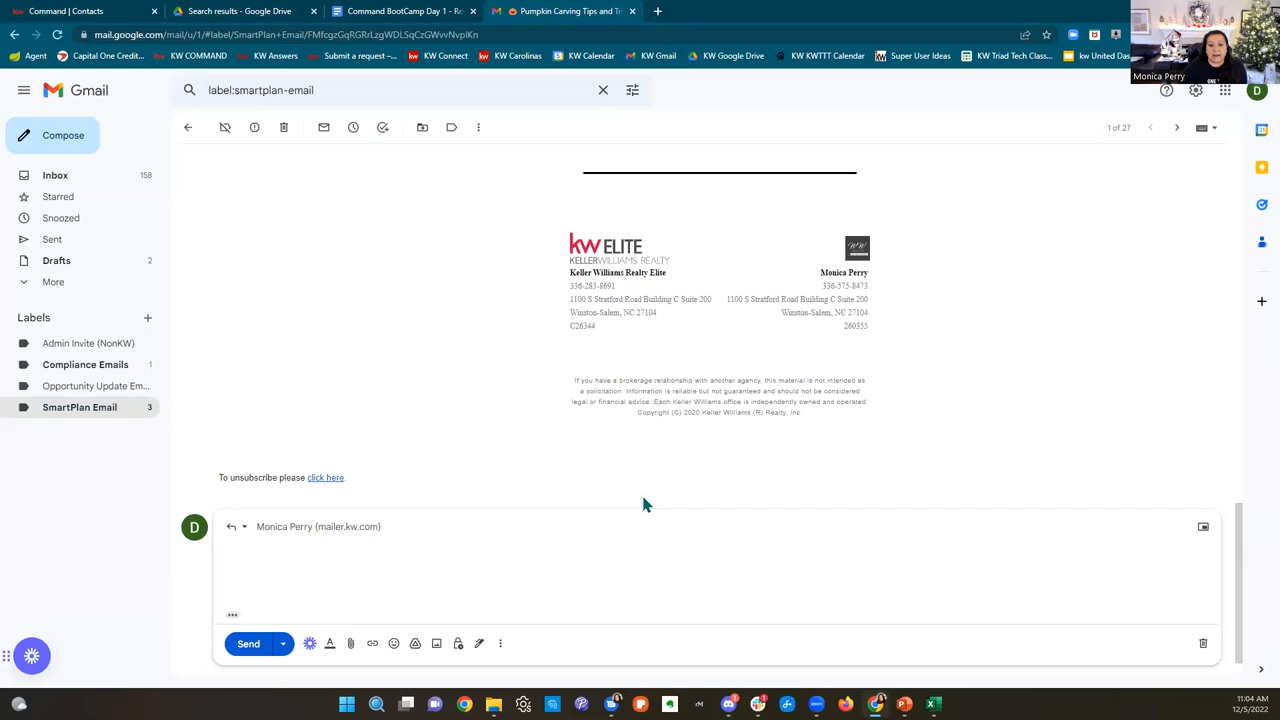 Command | Contacts
Search results - Google Drive
Command BootCamp Day 1 - Re
Pumpkin Carving Tips and Tr
mail.google.com/mail/u/1/#label/SmartPlan+Email/FMfcgzGqRGRrLzgWDLSqCzGWvvNvpIKn
Agent
Capital One Credit...
KW COMMAND
KW Answers
Submit a request –...
KW Connect
KW Carolinas
KW Calendar
KW Gmail
KW Google Drive
KW KWTTT Calendar
Super User Ideas
KW Triad Tech Class...
kw United Das
Monica Perry
Gmail
label:smartplan-email
D
Compose
1 of 27
Inbox 158
Starred
Snoozed
Sent
Drafts 2
More
Labels
Admin Invite (NonKW)
Compliance Emails 1
Opportunity Update Em...
SmartPlan Email 3
kw ELITE
KELLERWILLIAMS. REALTY
Keller Williams Realty Elite
336-283-8691
1100 S Stratford Road Building C Suite 200
Winston-Salem, NC 27104
C26344
Monica Perry
336-575-8473
1100 S Stratford Road Building C Suite 200
Winston-Salem, NC 27104
260355
If you have a brokerage relationship with another agency, this material is not intended as
a solicitation. Information is reliable but not guaranteed and should not be considered
legal or financial advice. Each Keller Williams office is independently owned and operated.
Copyright (C) 2020 Keller Williams (R) Realty, Inc.
To unsubscribe please click here.
D
Monica Perry (mailer.kw.com)
Send
11:04 AM
12/5/2022